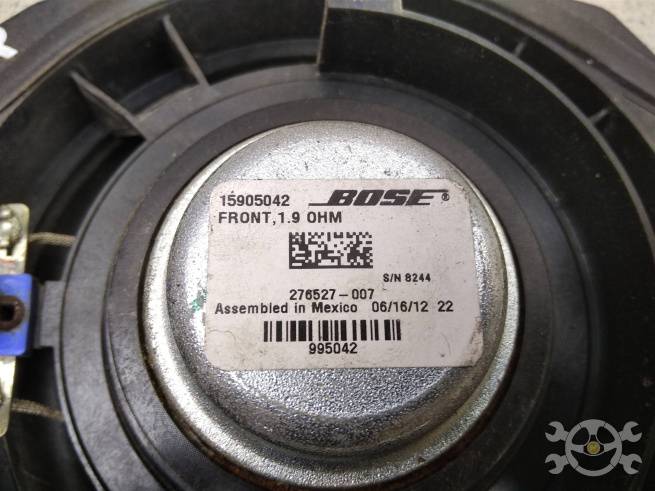 15905042 BOSE®
FRONT,1.9 OHM
S/N 8244
276527-007
Assembled in Mexico 06/16/12 22
995042